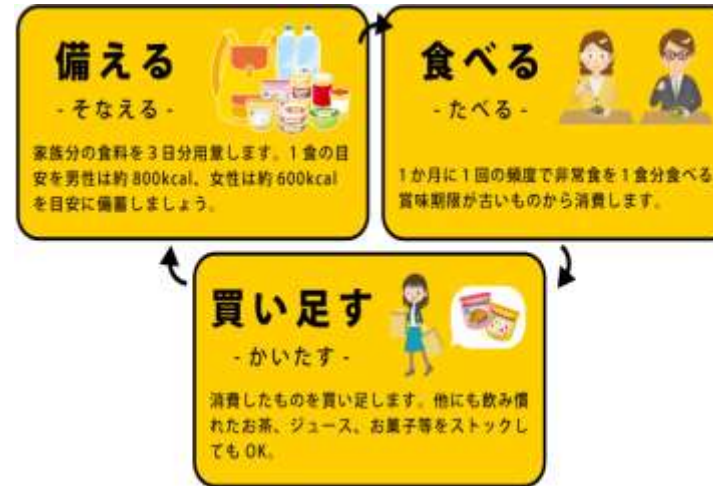 備える
- そなえる -
家族分の食料を3日分用意します。1食の目
安を男性は約800kcal、女性は約600kcal
を目安に備蓄しましょう。
食べる
- たべる -
1か月に1回の頻度で非常食を1食分食べる
賞味期限が古いものから消費します。
買い足す
- かいたす -
消費したものを買い足します。他にも飲み慣
れたお茶、ジュース、お菓子等をストックし
てもOK。